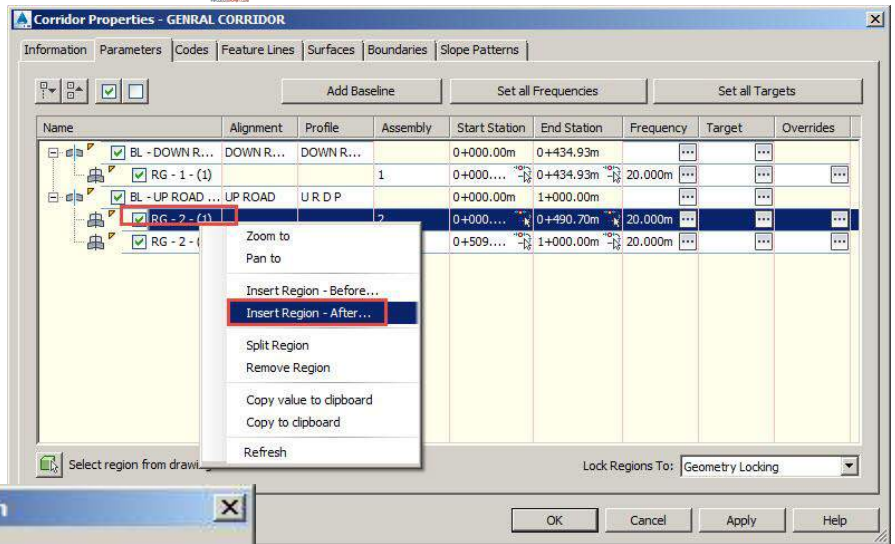 Corridor Properties - GENRAL CORRIDOR
Information Parameters Codes Feature Lines Surfaces Boundaries Slope Patterns
Add Baseline Set all Frequencies Set all Targets
Name Alignment Profile Assembly Start Station End Station Frequency Target Overrides
BL - DOWN R... DOWN R... DOWN R... 0+000.00m 0+434.93m ... ...
RG - 1 - (1) 1 0+000.... 0+434.93m 20.000m ... ... ...
BL - UP ROAD ... UP ROAD U R D P 0+000.00m 1+000.00m ... ...
RG - 2 - (1) 2 0+000.... 0+490.70m 20.000m ... ... ...
RG - 2 - ( 0+509.... 1+000.00m 20.000m ... ... ...
Zoom to
Pan to
Insert Region - Before...
Insert Region - After...
Split Region
Remove Region
Copy value to clipboard
Copy to clipboard
Refresh
Select region from Lock Regions To: Geometry Locking
OK Cancel Apply Help